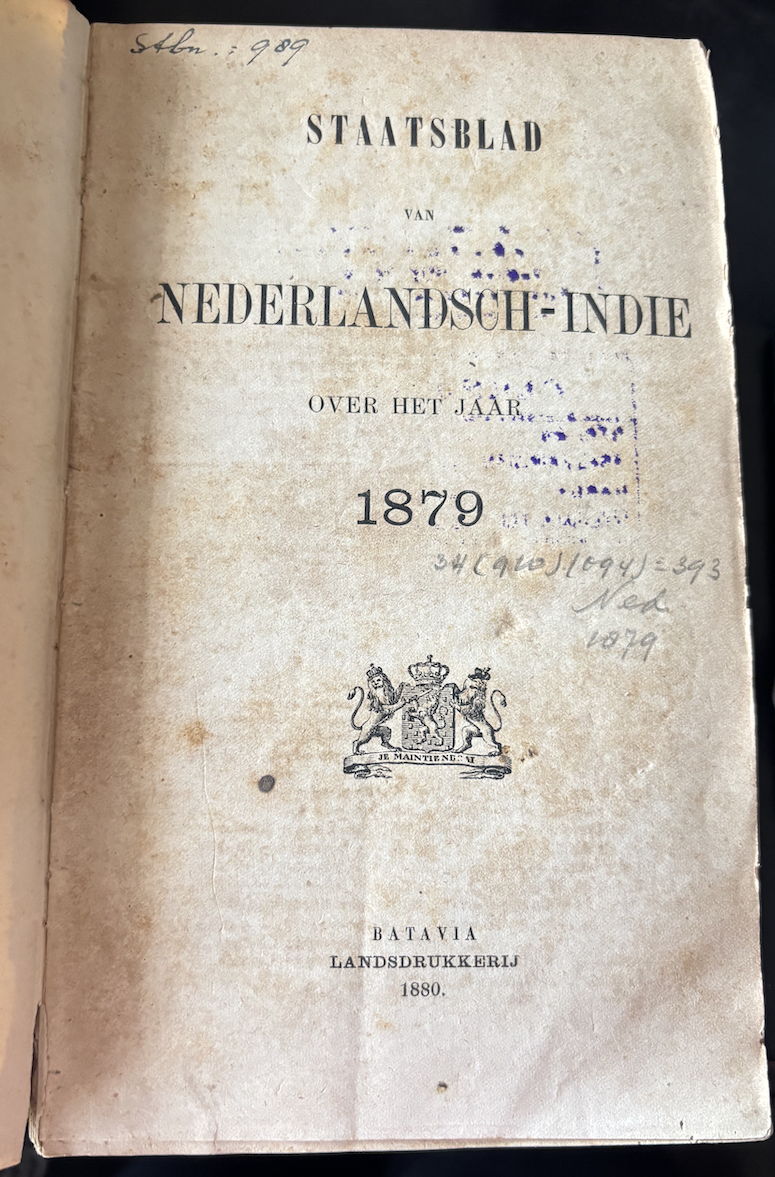 Stbn. : 989
STAATSBLAD
VAN
NEDERLANDSCH-INDIE
OVER HET JAAR
1879
34(910)(094)=393
Ned
1879
JE MAINTIENDRAI
BATAVIA
LANDSDRUKKERIJ
1880.